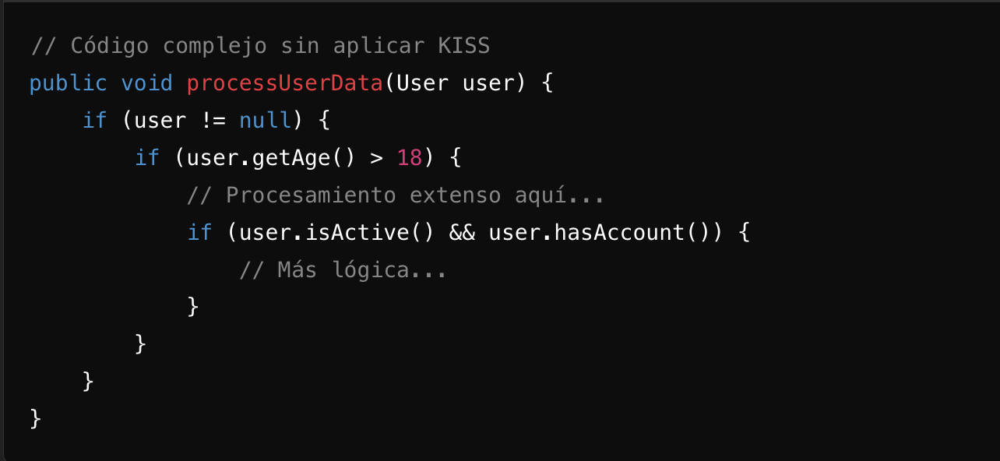 // Código complejo sin aplicar KISS
public void processUserData(User user) {
    if (user != null) {
        if (user.getAge() > 18) {
            // Procesamiento extenso aquí...
            if (user.isActive() && user.hasAccount()) {
                // Más lógica...
            }
        }
    }
}